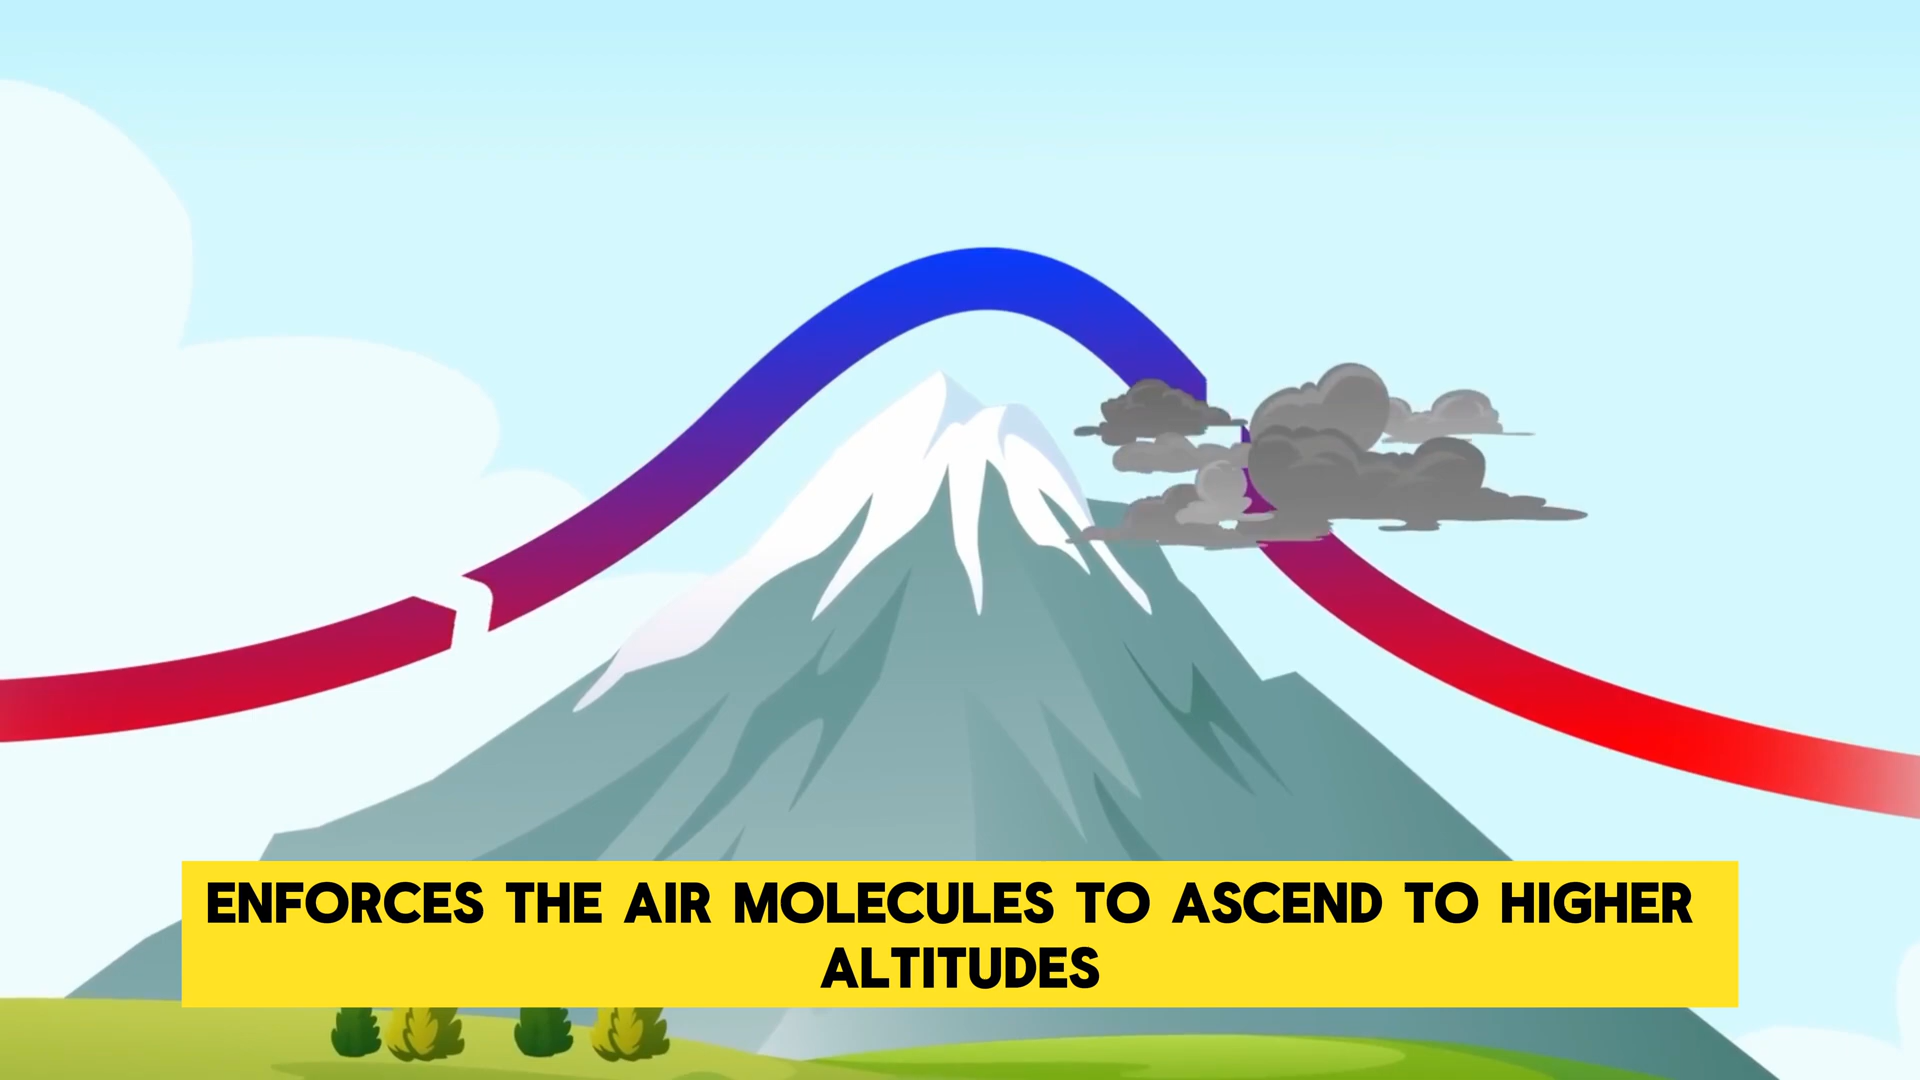 ENFORCES THE AIR MOLECULES TO ASCEND TO HIGHER
ALTITUDES